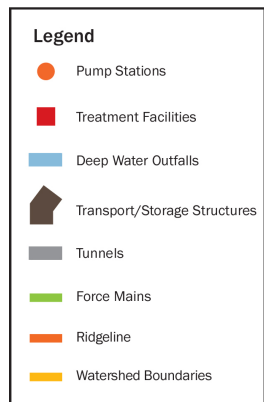 Legend
Pump Stations
Treatment Facilities
Deep Water Outfalls
Transport/Storage Structures
Tunnels
Force Mains
Ridgeline
Watershed Boundaries